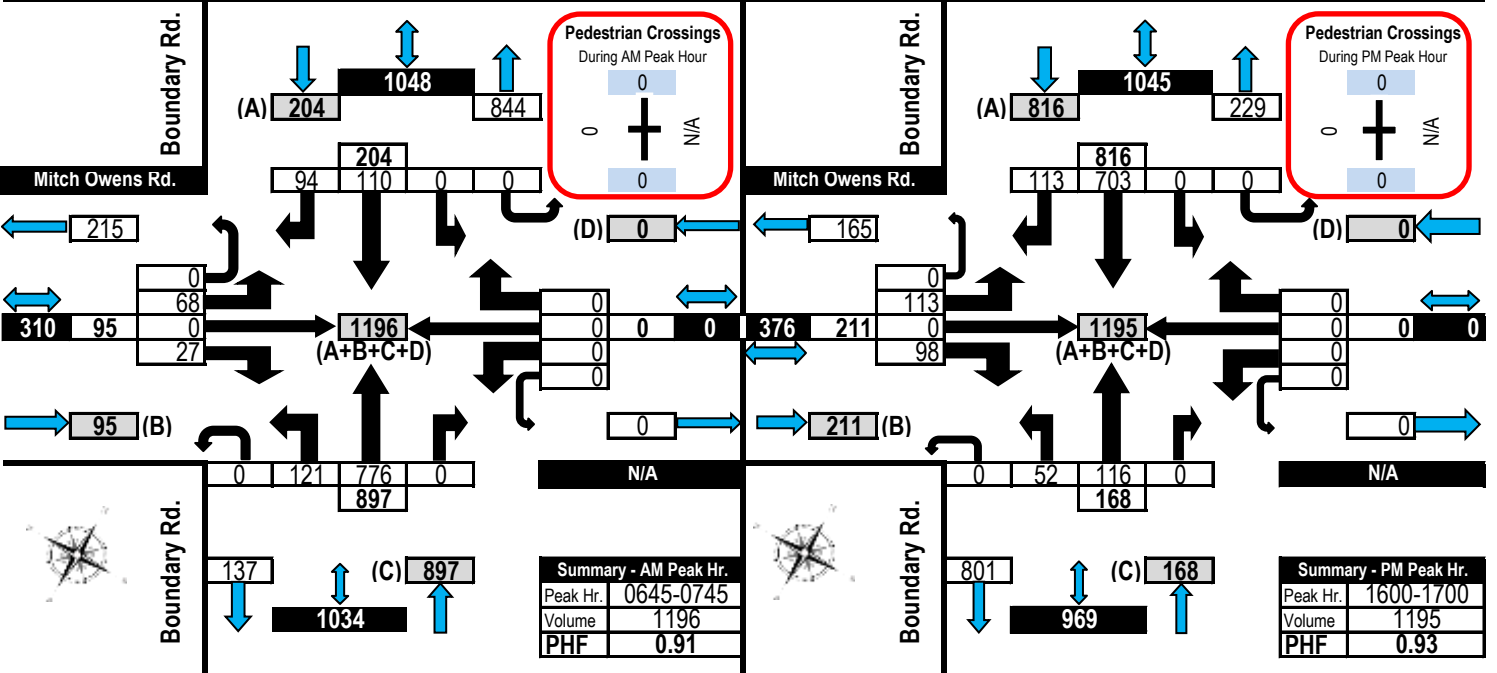 Boundary Rd.
1048
(A) 204
844
Pedestrian Crossings
During AM Peak Hour
0
0
N/A
0
204
94 110 0 0
Mitch Owens Rd.
215
(D) 0
0
68
310 95 0
27
1196
(A+B+C+D)
0
0 0 0
0
0
95 (B)
0
0 121 776 0
897
N/A
Boundary Rd.
137
(C) 897
1034
Summary - AM Peak Hr.
Peak Hr. 0645-0745
Volume 1196
PHF 0.91
Boundary Rd.
1045
(A) 816
229
Pedestrian Crossings
During PM Peak Hour
0
0
N/A
0
816
113 703 0 0
Mitch Owens Rd.
165
(D) 0
0
113
376 211 0
98
1195
(A+B+C+D)
0
0 0 0
0
0
211 (B)
0
0 52 116 0
168
N/A
Boundary Rd.
801
(C) 168
969
Summary - PM Peak Hr.
Peak Hr. 1600-1700
Volume 1195
PHF 0.93